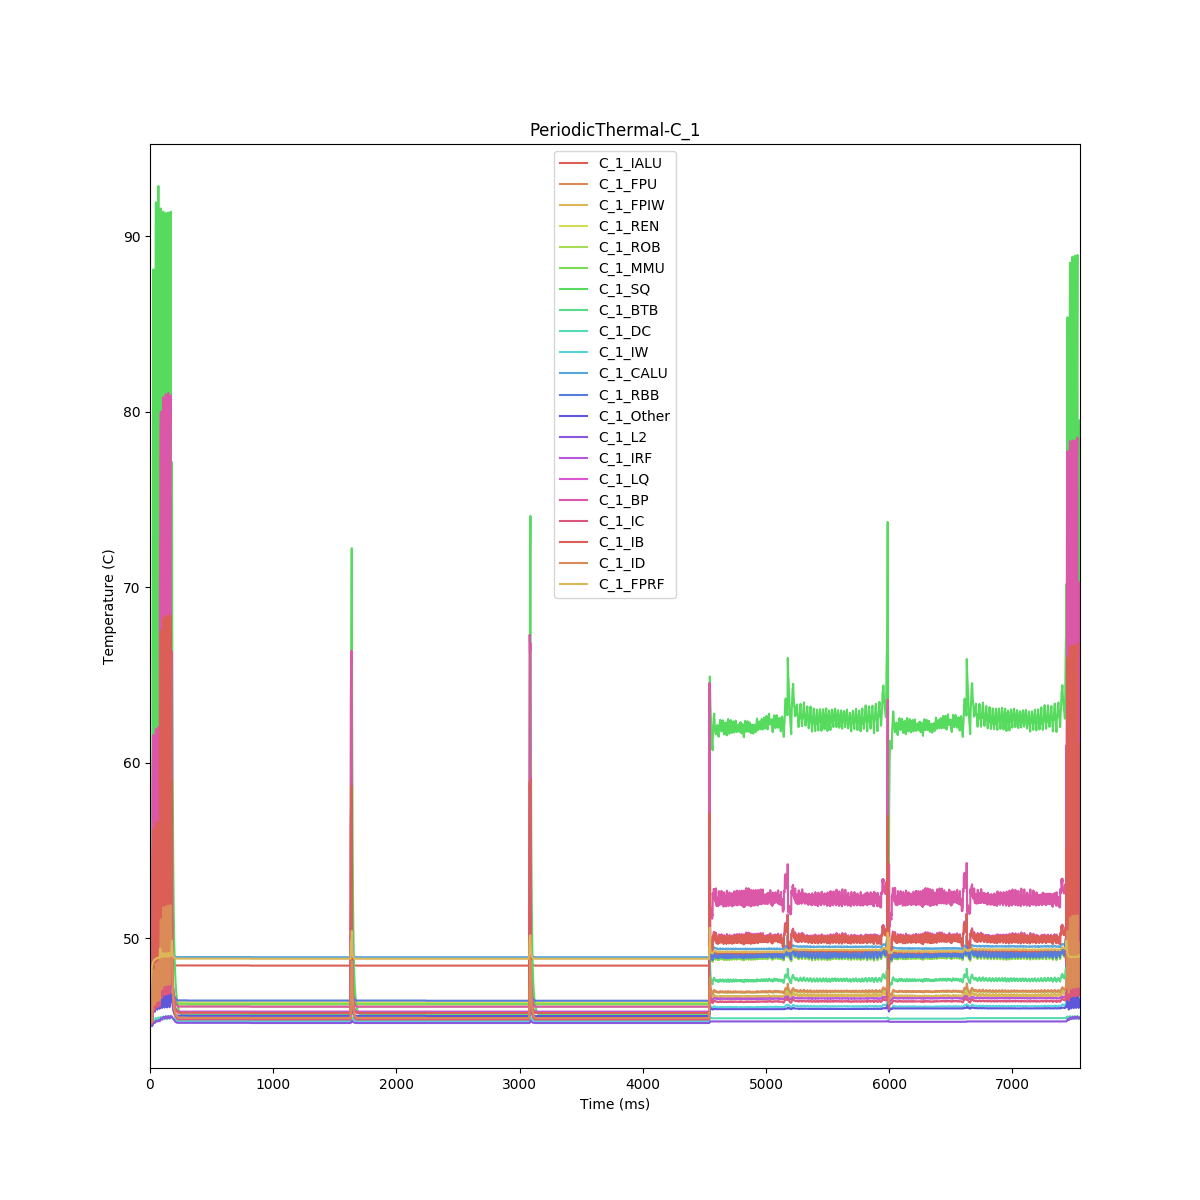 PeriodicThermal-C_1
C_1_IALU
C_1_FPU
C_1_FPIW
C_1_REN
C_1_ROB
C_1_MMU
C_1_SQ
C_1_BTB
C_1_DC
C_1_IW
C_1_CALU
C_1_RBB
C_1_Other
C_1_L2
C_1_IRF
C_1_LQ
C_1_BP
C_1_IC
C_1_IB
C_1_ID
C_1_FPRF
Temperature (C)
90
80
70
60
50
0 1000 2000 3000 4000 5000 6000 7000
Time (ms)